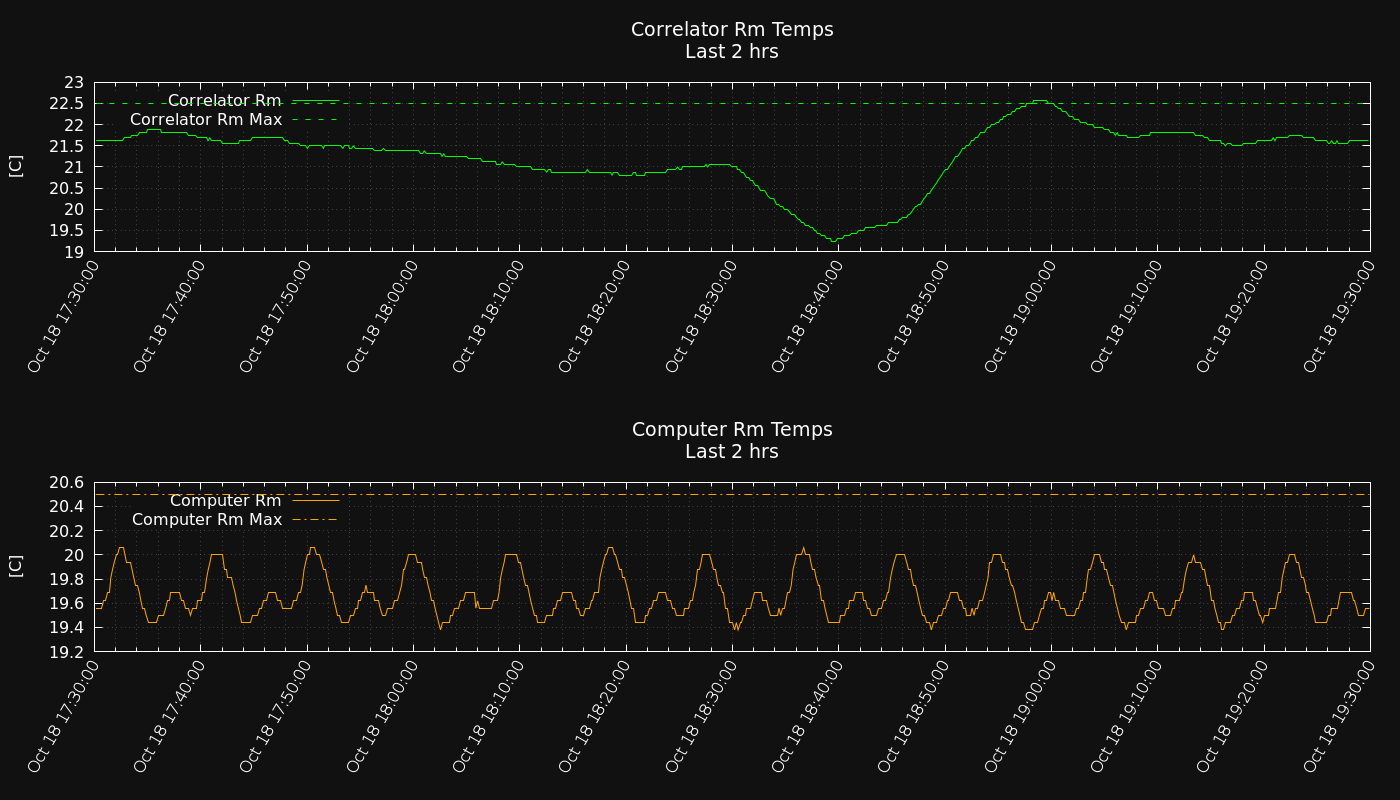 Correlator Rm Temps
Last 2 hrs
[C]
23
22.5
22
21.5
21
20.5
20
19.5
19
Correlator Rm
Correlator Rm Max
Oct 18 17:30:00
Oct 18 17:40:00
Oct 18 17:50:00
Oct 18 18:00:00
Oct 18 18:10:00
Oct 18 18:20:00
Oct 18 18:30:00
Oct 18 18:40:00
Oct 18 18:50:00
Oct 18 19:00:00
Oct 18 19:10:00
Oct 18 19:20:00
Oct 18 19:30:00
Computer Rm Temps
Last 2 hrs
[C]
20.6
20.4
20.2
20
19.8
19.6
19.4
19.2
Computer Rm
Computer Rm Max
Oct 18 17:30:00
Oct 18 17:40:00
Oct 18 17:50:00
Oct 18 18:00:00
Oct 18 18:10:00
Oct 18 18:20:00
Oct 18 18:30:00
Oct 18 18:40:00
Oct 18 18:50:00
Oct 18 19:00:00
Oct 18 19:10:00
Oct 18 19:20:00
Oct 18 19:30:00